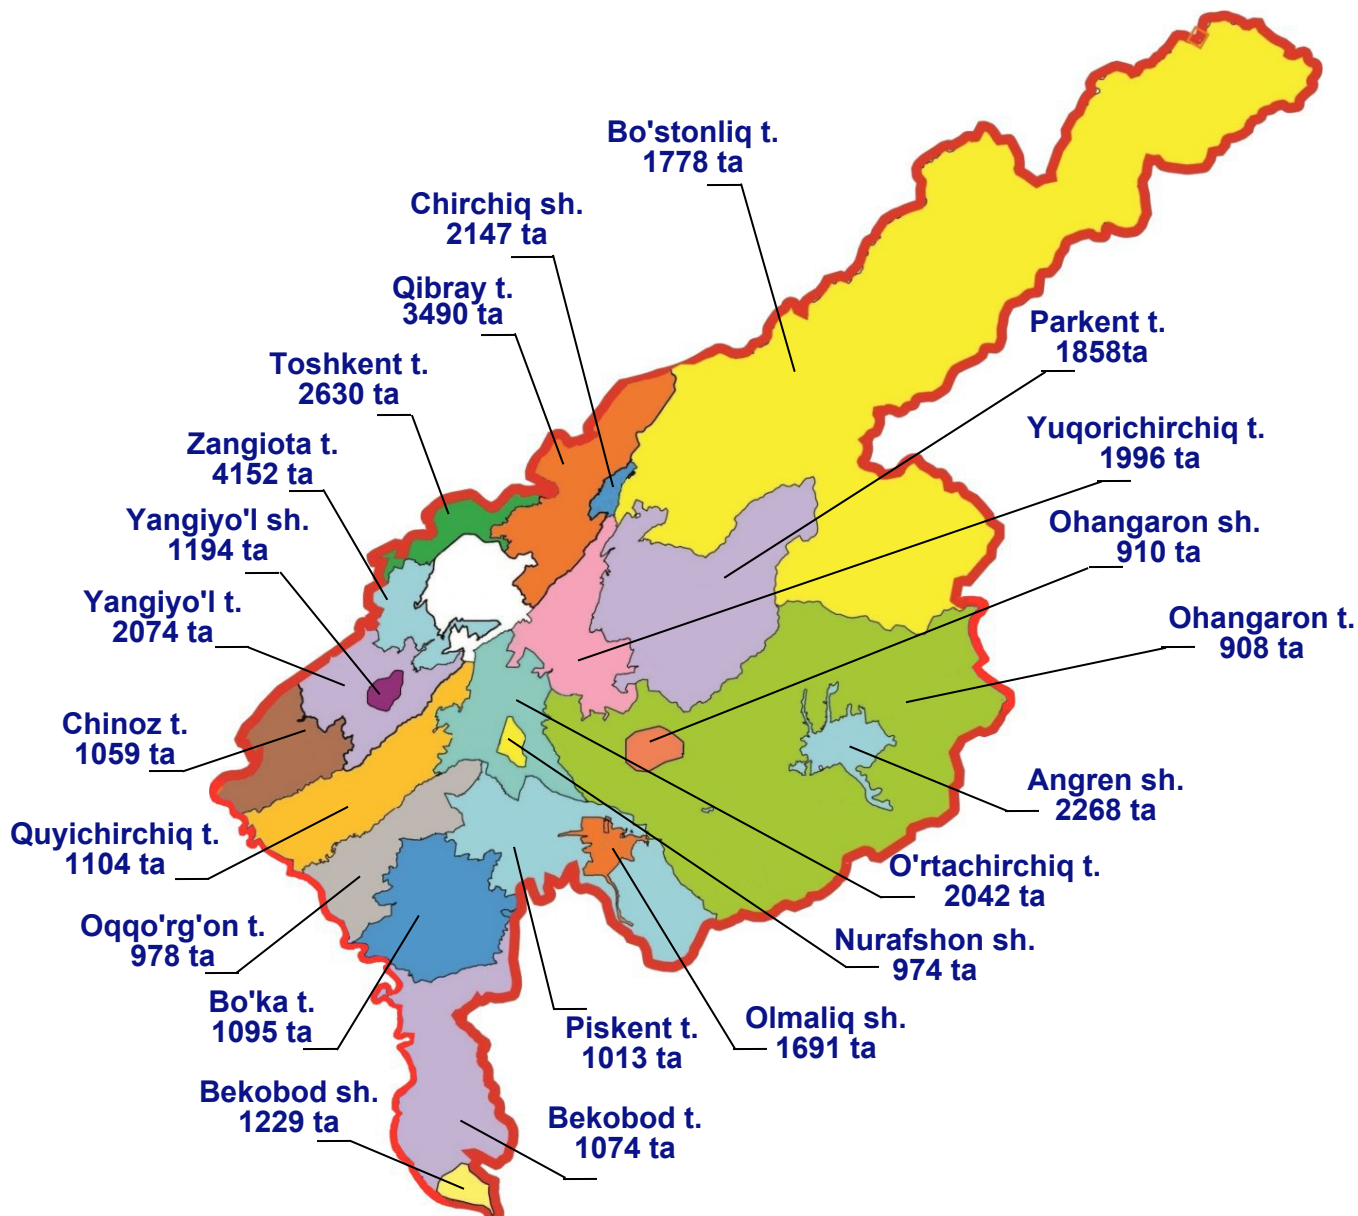 Bo'stonliq t.
1778 ta
Chirchiq sh.
2147 ta
Qibray t.
3490 ta
Parkent t.
1858ta
Toshkent t.
2630 ta
Yuqorichirchiq t.
1996 ta
Zangiota t.
4152 ta
Yangiyo'l sh.
1194 ta
Ohangaron sh.
910 ta
Yangiyo'l t.
2074 ta
Ohangaron t.
908 ta
Chinoz t.
1059 ta
Angren sh.
2268 ta
Quyichirchiq t.
1104 ta
O'rtachirchiq t.
2042 ta
Oqqo'rg'on t.
978 ta
Nurafshon sh.
974 ta
Bo'ka t.
1095 ta
Piskent t.
1013 ta
Olmaliq sh.
1691 ta
Bekobod sh.
1229 ta
Bekobod t.
1074 ta